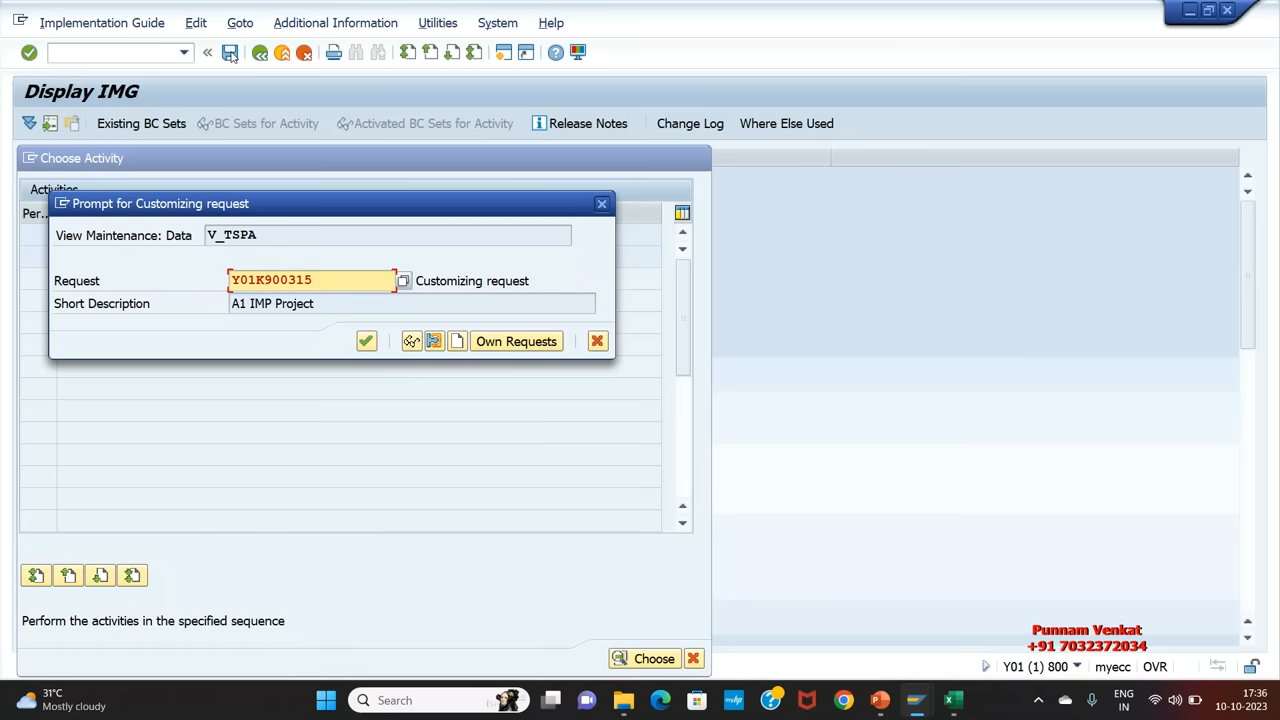 Implementation Guide Edit Goto Additional Information Utilities System Help
Display IMG
Existing BC Sets BC Sets for Activity Activated BC Sets for Activity Release Notes Change Log Where Else Used
Choose Activity
Activities
Per...
Prompt for Customizing request
View Maintenance: Data V_TSPA
Request Y01K900315 Customizing request
Short Description A1 IMP Project
Own Requests
Perform the activities in the specified sequence
Choose
Punnam Venkat
+91 7032372034
Y01 (1) 800 myecc OVR
31°C
Mostly cloudy
Search
ENG
IN
17:36
10-10-2023